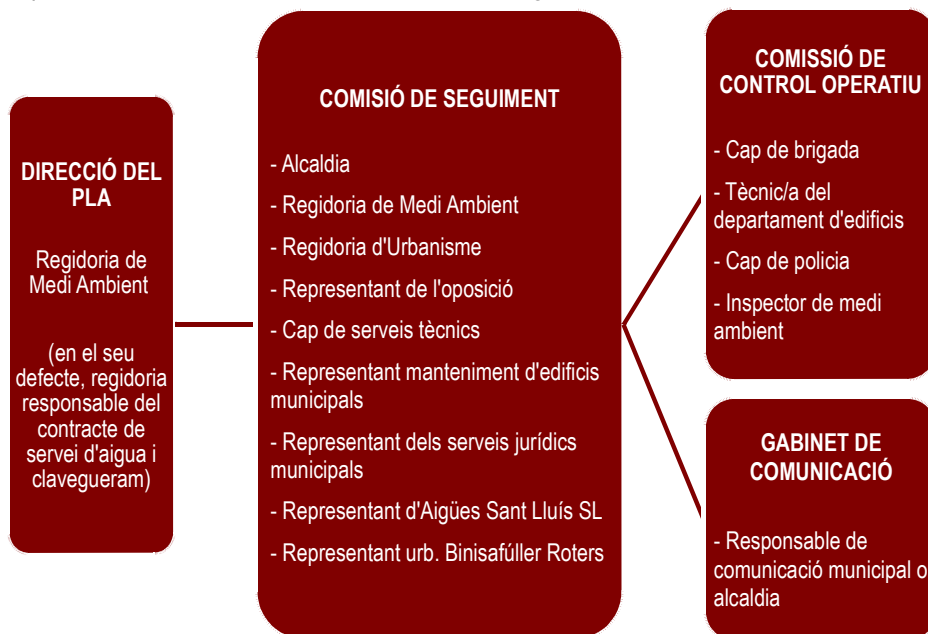 DIRECCIÓ DEL
PLA
Regidoria de
Medi Ambient
(en el seu
defecte, regidoria
responsable del
contracte de
servei d'aigua i
clavegueram)
COMISIÓ DE SEGUIMENT
- Alcaldia
- Regidoria de Medi Ambient
- Regidoria d'Urbanisme
- Representant de l'oposició
- Cap de serveis tècnics
- Representant manteniment d'edificis
municipals
- Representant dels serveis jurídics
municipals
- Representant d'Aigües Sant Lluís SL
- Representant urb. Binisafúller Roters
COMISSIÓ DE
CONTROL OPERATIU
- Cap de brigada
- Tècnic/a del
departament d'edificis
- Cap de policia
- Inspector de medi
ambient
GABINET DE
COMUNICACIÓ
- Responsable de
comunicació municipal o
alcaldia